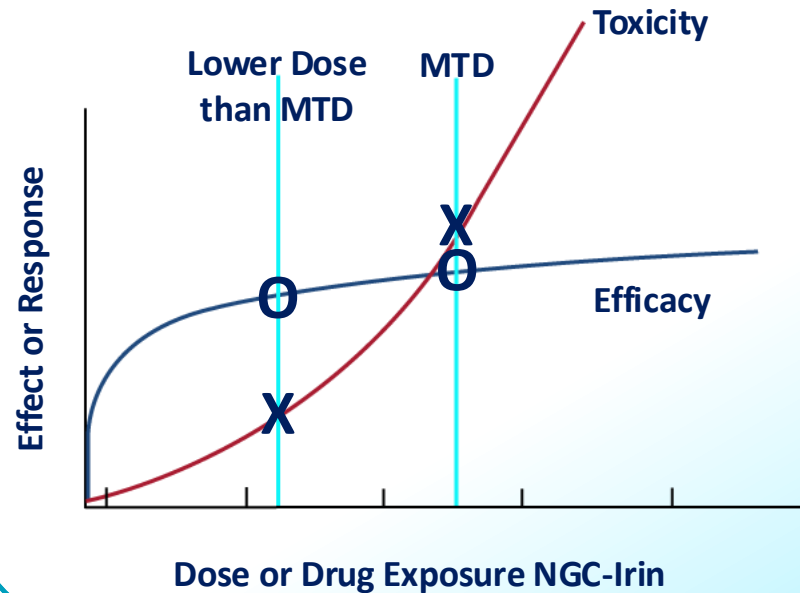 Toxicity
Lower Dose
than MTD
MTD
X
O
O
X
Efficacy
Effect or Response
Dose or Drug Exposure NGC-Irin